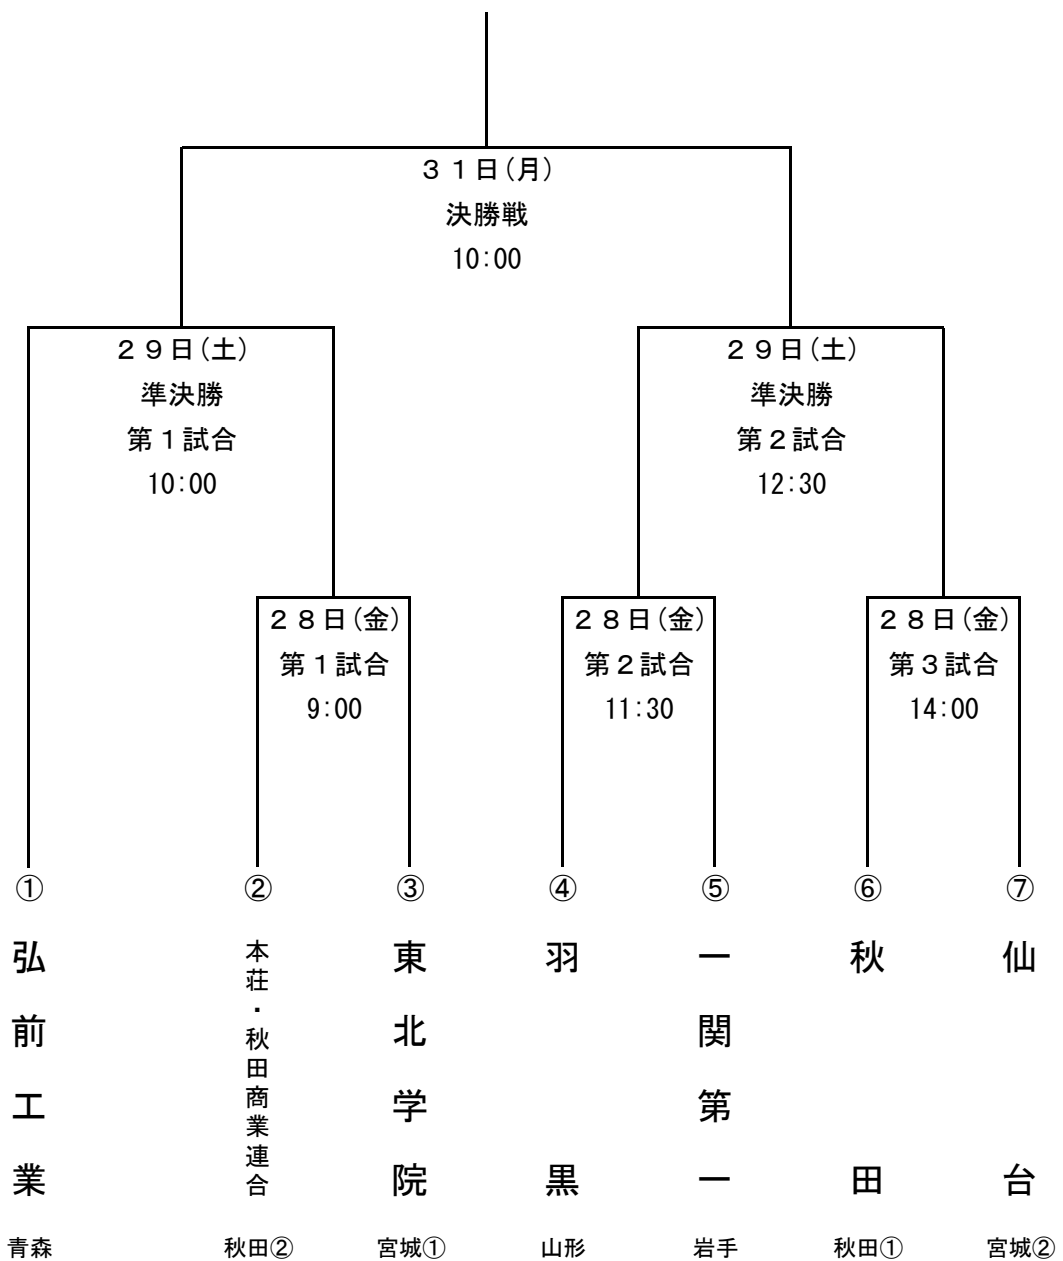 ３１日（月）
決勝戦
10:00
２９日（土）
準決勝
第１試合
10:00
２９日（土）
準決勝
第２試合
12:30
２８日（金）
第１試合
9:00
２８日（金）
第２試合
11:30
２８日（金）
第３試合
14:00
①
弘前工業
青森
②
本荘・秋田商業連合
秋田②
③
東北学院
宮城①
④
羽黒
山形
⑤
一関第一
岩手
⑥
秋田
秋田①
⑦
仙台
宮城②